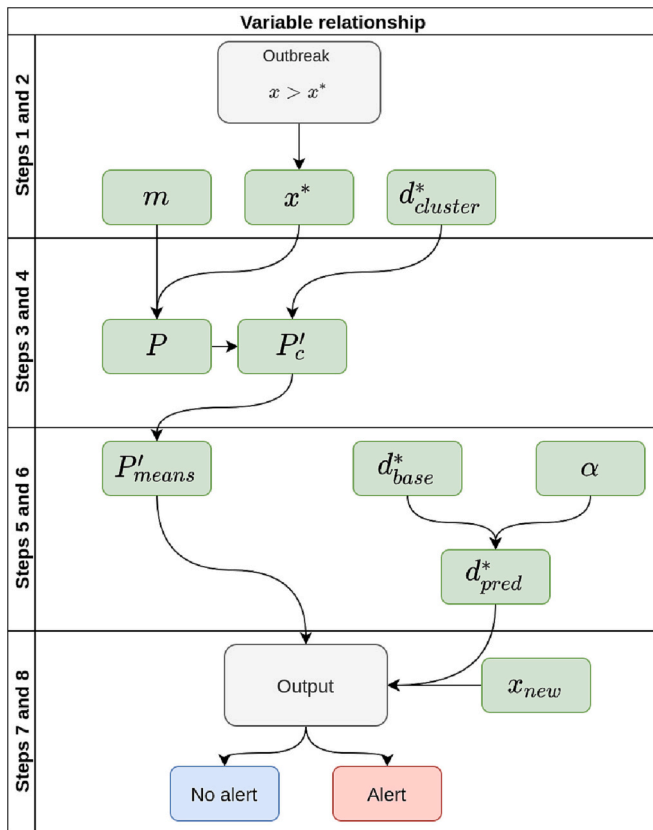 Variable relationship
Steps 1 and 2
Outbreak
x > x*
m
x*
d*cluster
Steps 3 and 4
P
P′c
Steps 5 and 6
P′means
d*base
α
d*pred
Steps 7 and 8
Output
xnew
No alert
Alert